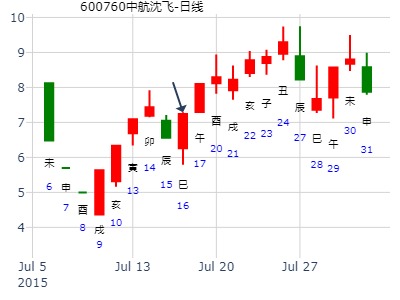 600760中航沈飞-日线
10
9
8
7
6
5
4
未
6
申
7
酉
8
戌
9
亥
10
寅
13
卯
14
辰
15
巳
16
午
17
酉
20
戌
21
亥
22
子
23
丑
24
辰
27
巳
28
午
29
未
30
申
31
Jul 5
2015
Jul 13
Jul 20
Jul 27